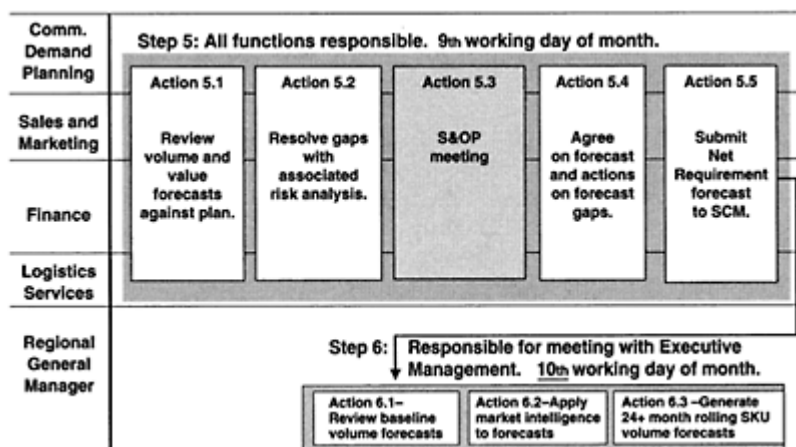 Comm.
Demand
Planning
Step 5: All functions responsible. 9th working day of month.
Action 5.1
Review
volume and
value
forecasts
against plan.
Action 5.2
Resolve gaps
with
associated
risk analysis.
Action 5.3
S&OP
meeting
Action 5.4
Agree
on forecast
and actions
on forecast
gaps.
Action 5.5
Submit
Net
Requirement
forecast
to SCM.
Sales and
Marketing
Finance
Logistics
Services
Regional
General
Manager
Step 6:
Responsible for meeting with Executive
Management. 10th working day of month.
Action 6.1–
Review baseline
volume forecasts
Action 6.2–Apply
market intelligence
to forecasts
Action 6.3 –Generate
24+ month rolling SKU
volume forecasts